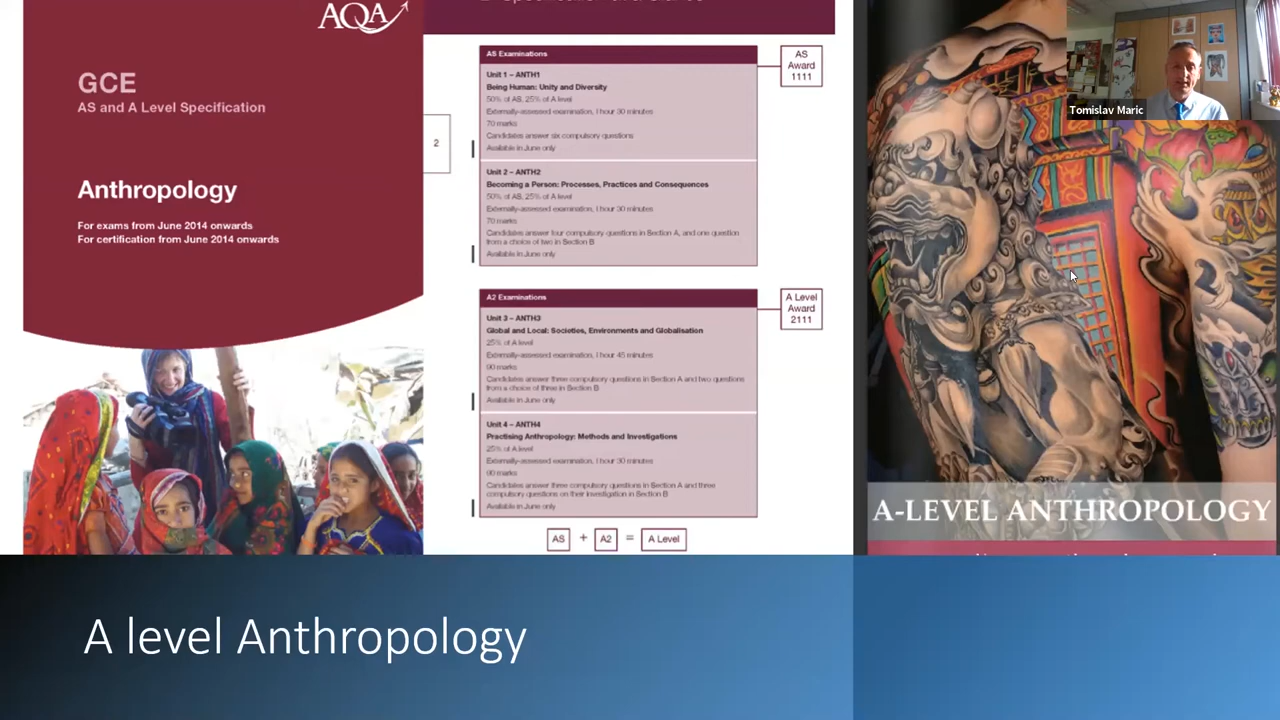 AQA
GCE
AS and A Level Specification
Anthropology
For exams from June 2014 onwards
For certification from June 2014 onwards
2
AS Examinations
Unit 1 – ANTH1
Being Human: Unity and Diversity
50% of AS, 25% of A level
Externally-assessed examination, 1 hour 30 minutes
70 marks
Candidates answer six compulsory questions
Available in June only
Unit 2 – ANTH2
Becoming a Person: Processes, Practices and Consequences
50% of AS, 25% of A level
Externally-assessed examination, 1 hour 30 minutes
70 marks
Candidates answer four compulsory questions in Section A, and one question
from a choice of two in Section B
Available in June only
AS
Award
1111
A2 Examinations
Unit 3 – ANTH3
Global and Local: Societies, Environments and Globalisation
25% of A level
Externally-assessed examination, 1 hour 45 minutes
90 marks
Candidates answer three compulsory questions in Section A and two questions
from a choice of three in Section B
Available in June only
Unit 4 – ANTH4
Practising Anthropology: Methods and Investigations
25% of A level
Externally-assessed examination, 1 hour 30 minutes
90 marks
Candidates answer three compulsory questions in Section A and three
compulsory questions on their investigation in Section B
Available in June only
A Level
Award
2111
AS + A2 = A Level
Tomislav Maric
A-LEVEL ANTHROPOLOGY
A level Anthropology